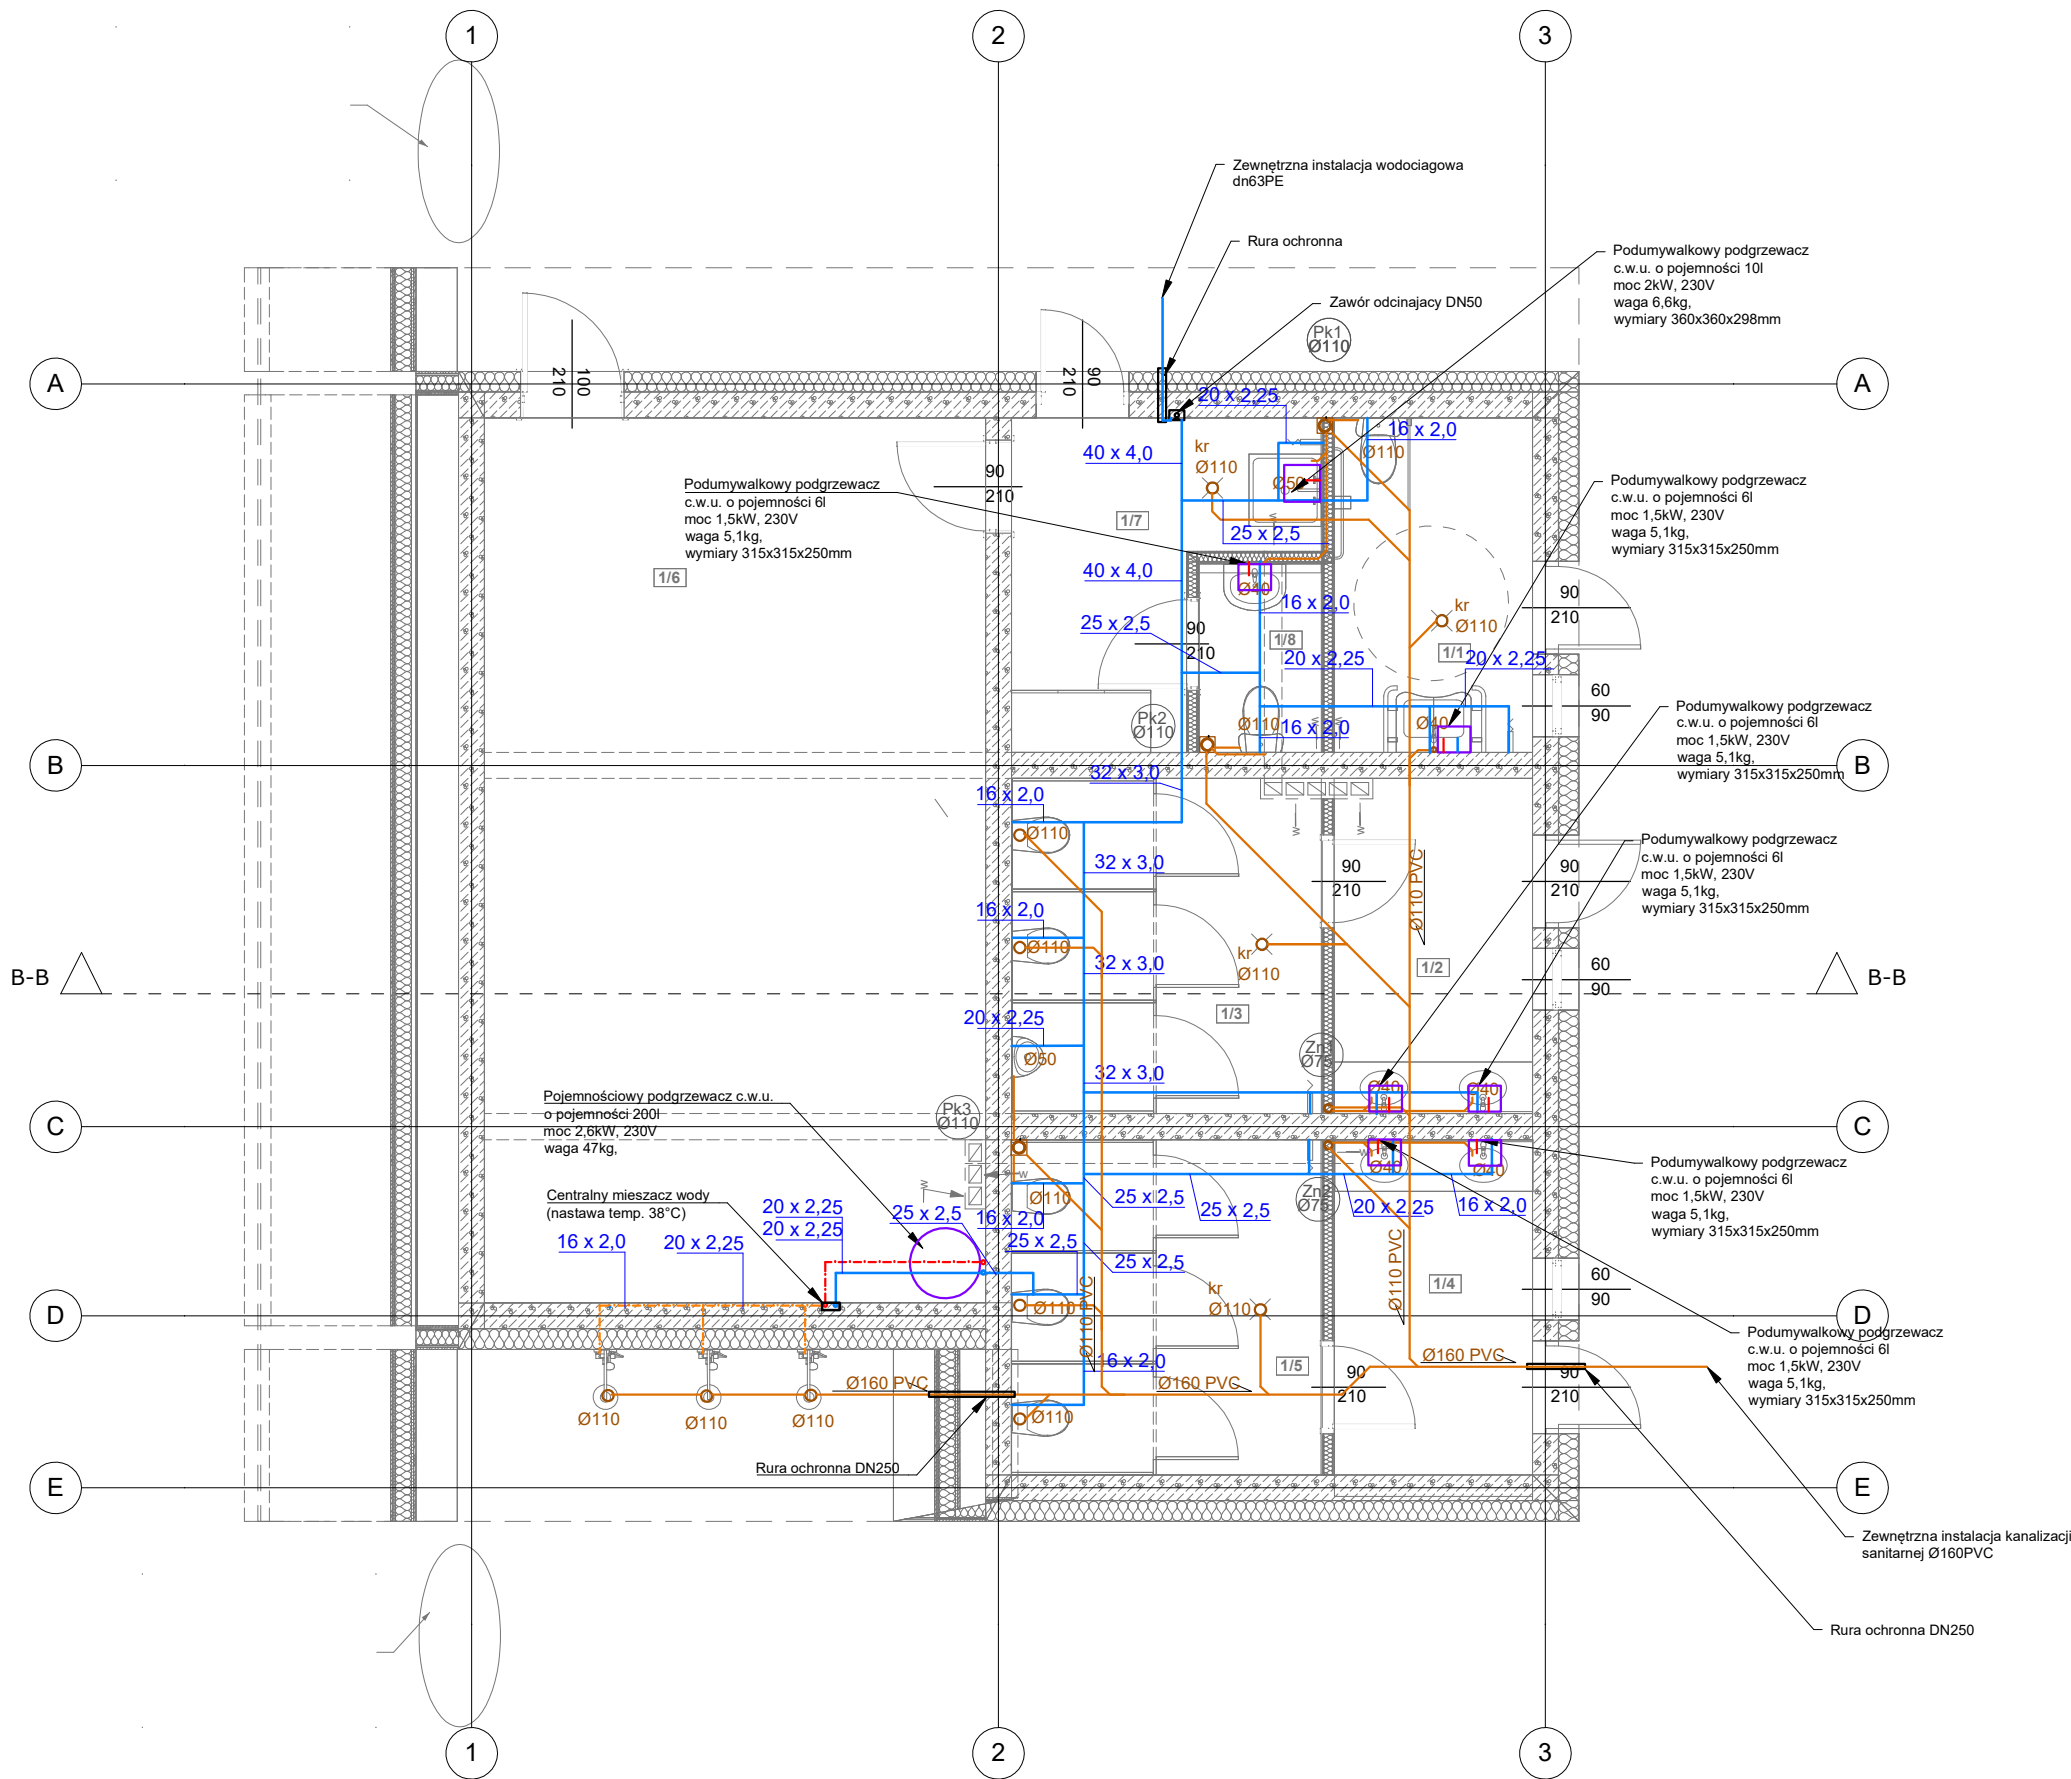 1
2
3
Zewnętrzna instalacja wodociagowa
dn63PE
Rura ochronna
Podumywalkowy podgrzewacz
c.w.u. o pojemności 10l
moc 2kW, 230V
waga 6,6kg,
wymiary 360x360x298mm
Zawór odcinajacy DN50
Pk1
Ø110
A
100
210
90
210
A
20 x 2,25
16 x 2,0
40 x 4,0
kr
Ø110
Ø110
Ø50
90
210
Podumywalkowy podgrzewacz
c.w.u. o pojemności 6l
moc 1,5kW, 230V
waga 5,1kg,
wymiary 315x315x250mm
Podumywalkowy podgrzewacz
c.w.u. o pojemności 6l
moc 1,5kW, 230V
waga 5,1kg,
wymiary 315x315x250mm
1/7
25 x 2,5
1/6
40 x 4,0
Ø40
16 x 2,0
kr
Ø110
90
210
25 x 2,5
90
210
1/8
1/1
20 x 2,25
20 x 2,25
60
90
Pk2
Ø110
Ø110
16 x 2,0
Ø40
Podumywalkowy podgrzewacz
c.w.u. o pojemności 6l
moc 1,5kW, 230V
waga 5,1kg,
wymiary 315x315x250mm
B
B
32 x 3,0
16 x 2,0
Ø110
32 x 3,0
90
210
Ø110 PVC
90
210
Podumywalkowy podgrzewacz
c.w.u. o pojemności 6l
moc 1,5kW, 230V
waga 5,1kg,
wymiary 315x315x250mm
16 x 2,0
Ø110
32 x 3,0
kr
Ø110
1/2
60
90
B-B
B-B
20 x 2,25
1/3
Ø50
Ø75
32 x 3,0
Ø40
Ø40
Pojemnościowy podgrzewacz c.w.u.
o pojemności 200l
moc 2,6kW, 230V
waga 47kg,
Pk3
Ø110
C
C
Ø40
Ø40
Podumywalkowy podgrzewacz
c.w.u. o pojemności 6l
moc 1,5kW, 230V
waga 5,1kg,
wymiary 315x315x250mm
Centralny mieszacz wody
(nastawa temp. 38°C)
20 x 2,25
20 x 2,25
25 x 2,5
16 x 2,0
Ø110
25 x 2,5
25 x 2,5
Ø75
20 x 2,25
16 x 2,0
16 x 2,0
20 x 2,25
25 x 2,5
25 x 2,5
Ø110 PVC
1/4
60
90
kr
Ø110
Ø110
Ø110 PVC
D
D
Podumywalkowy podgrzewacz
c.w.u. o pojemności 6l
moc 1,5kW, 230V
waga 5,1kg,
wymiary 315x315x250mm
16 x 2,0
1/5
90
210
Ø160 PVC
90
210
Ø160 PVC
Ø160 PVC
Ø110
Ø110
Ø110
Ø110
Rura ochronna DN250
E
E
Zewnętrzna instalacja kanalizacji
sanitarnej Ø160PVC
Rura ochronna DN250
1
2
3